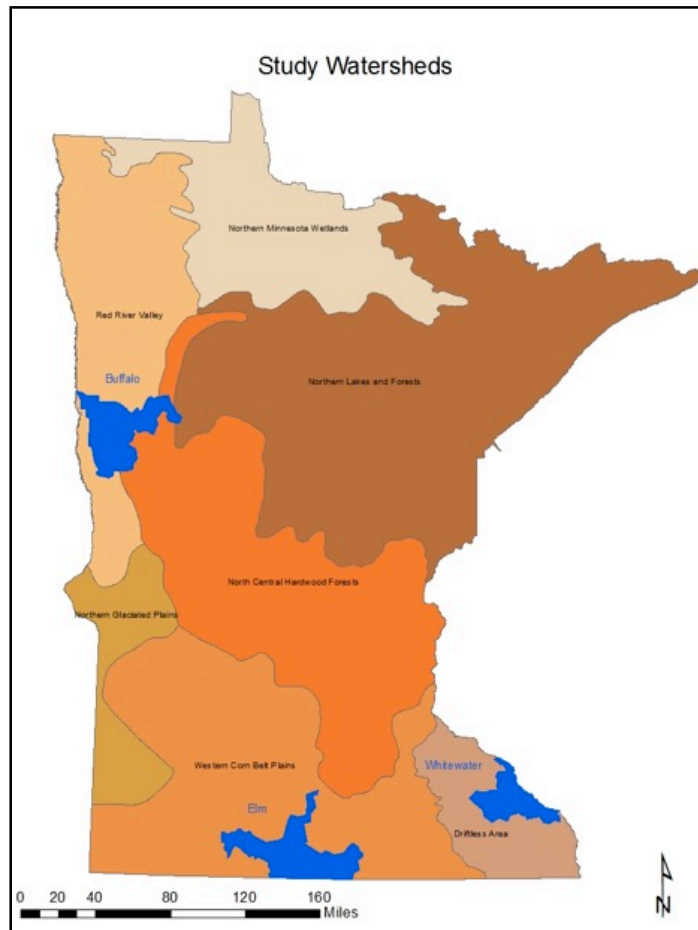 Study Watersheds
Northern Minnesota Wetlands
Red River Valley
Buffalo
Northern Lakes and Forests
North Central Hardwood Forests
Northern Glaciated Plains
Western Corn Belt Plains
Whitewater
Elm
Driftless Area
N
0 20 40 80 120 160
Miles